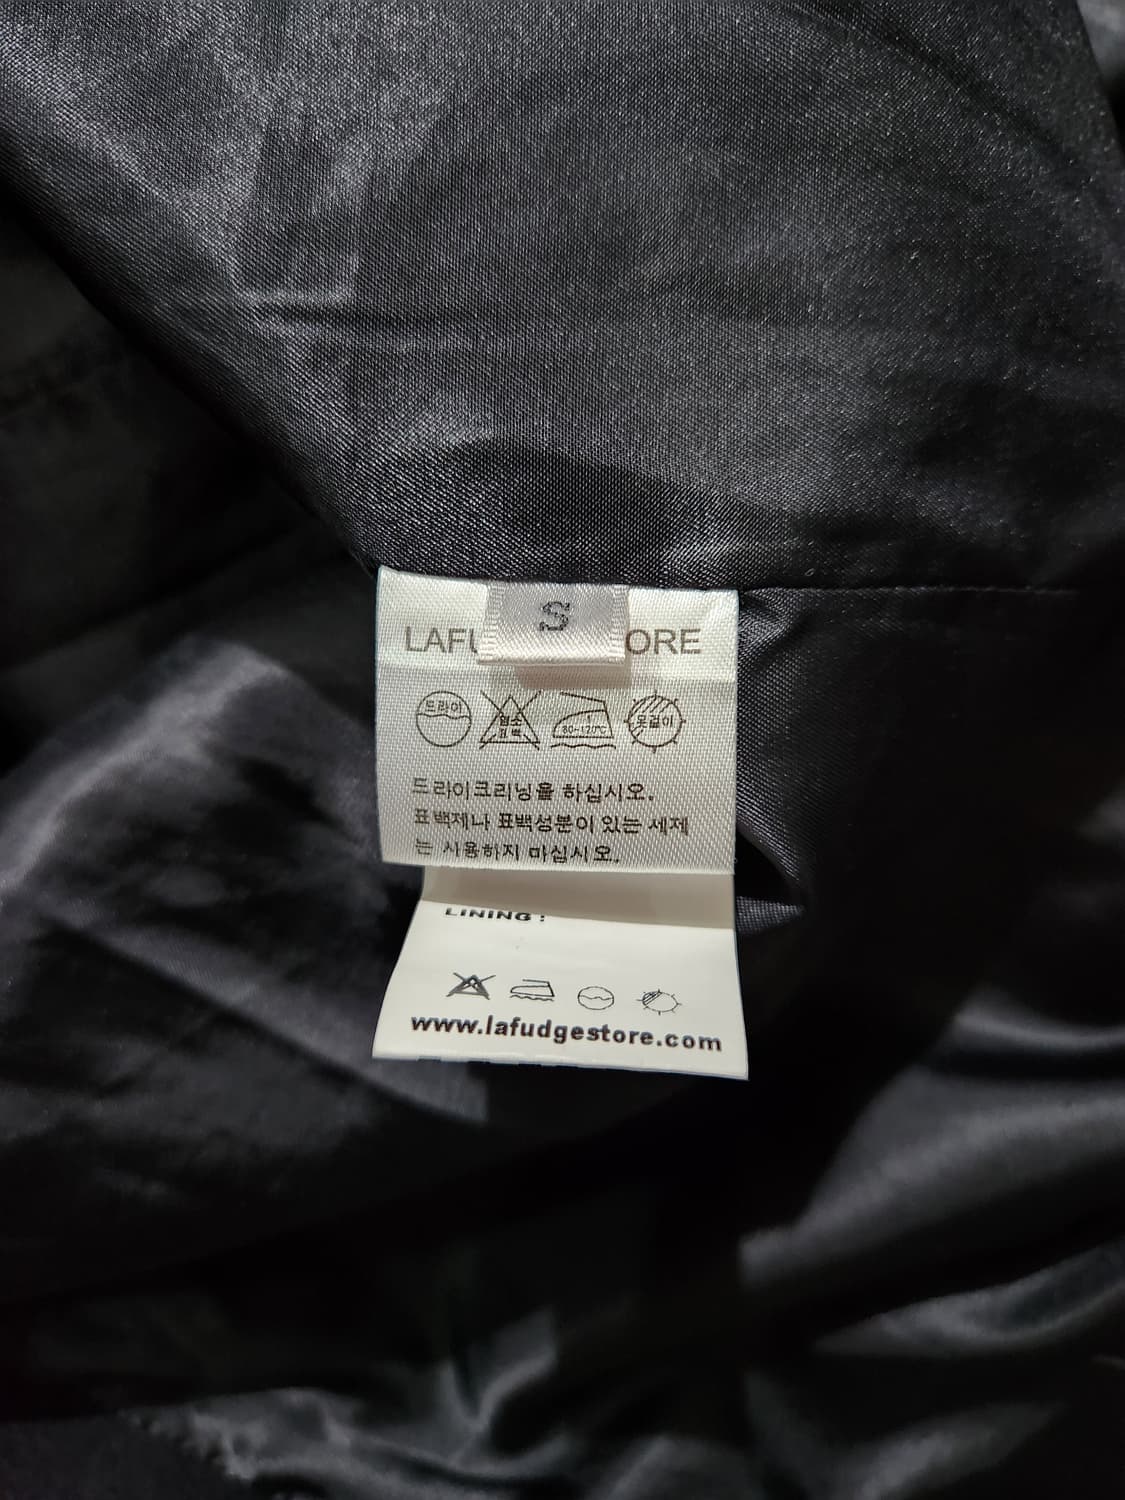 S
LAFU ORE
드라이 염소 표백 80~120℃ 옷걸이
드라이크리닝을 하십시오.
표백제나 표백성분이 있는 세제
는 사용하지 마십시오.
LINING :
www.lafudgestore.com